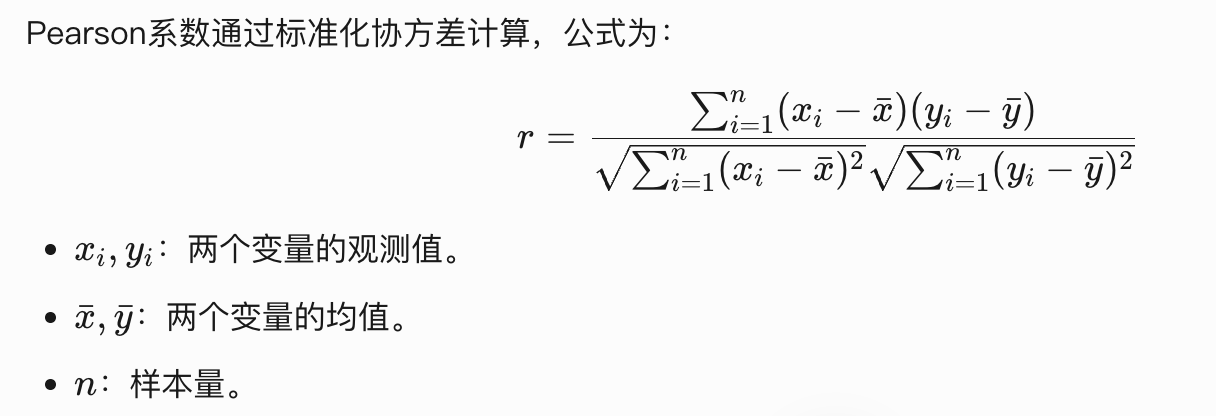 Pearson系数通过标准化协方差计算，公式为：
r = \frac{\sum_{i=1}^{n}(x_i - \bar{x})(y_i - \bar{y})}{\sqrt{\sum_{i=1}^{n}(x_i - \bar{x})^2}\sqrt{\sum_{i=1}^{n}(y_i - \bar{y})^2}}
• x_i, y_i：两个变量的观测值。
• \bar{x}, \bar{y}：两个变量的均值。
• n：样本量。